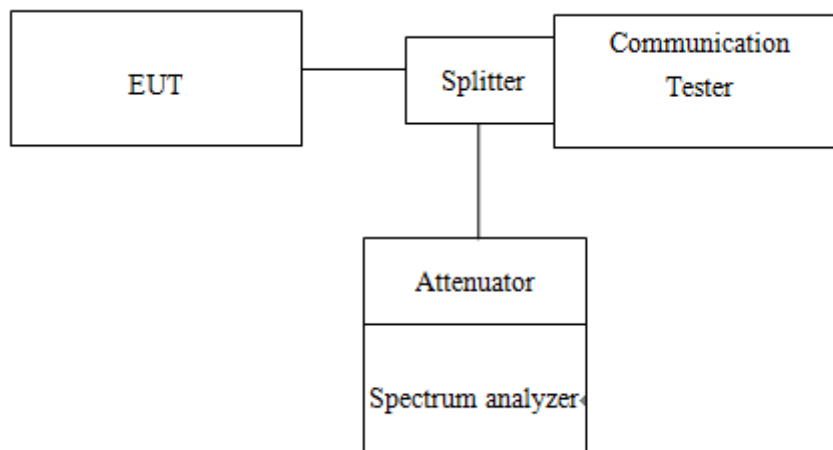 EUT
Splitter
Communication
Tester
Attenuator
Spectrum analyzer